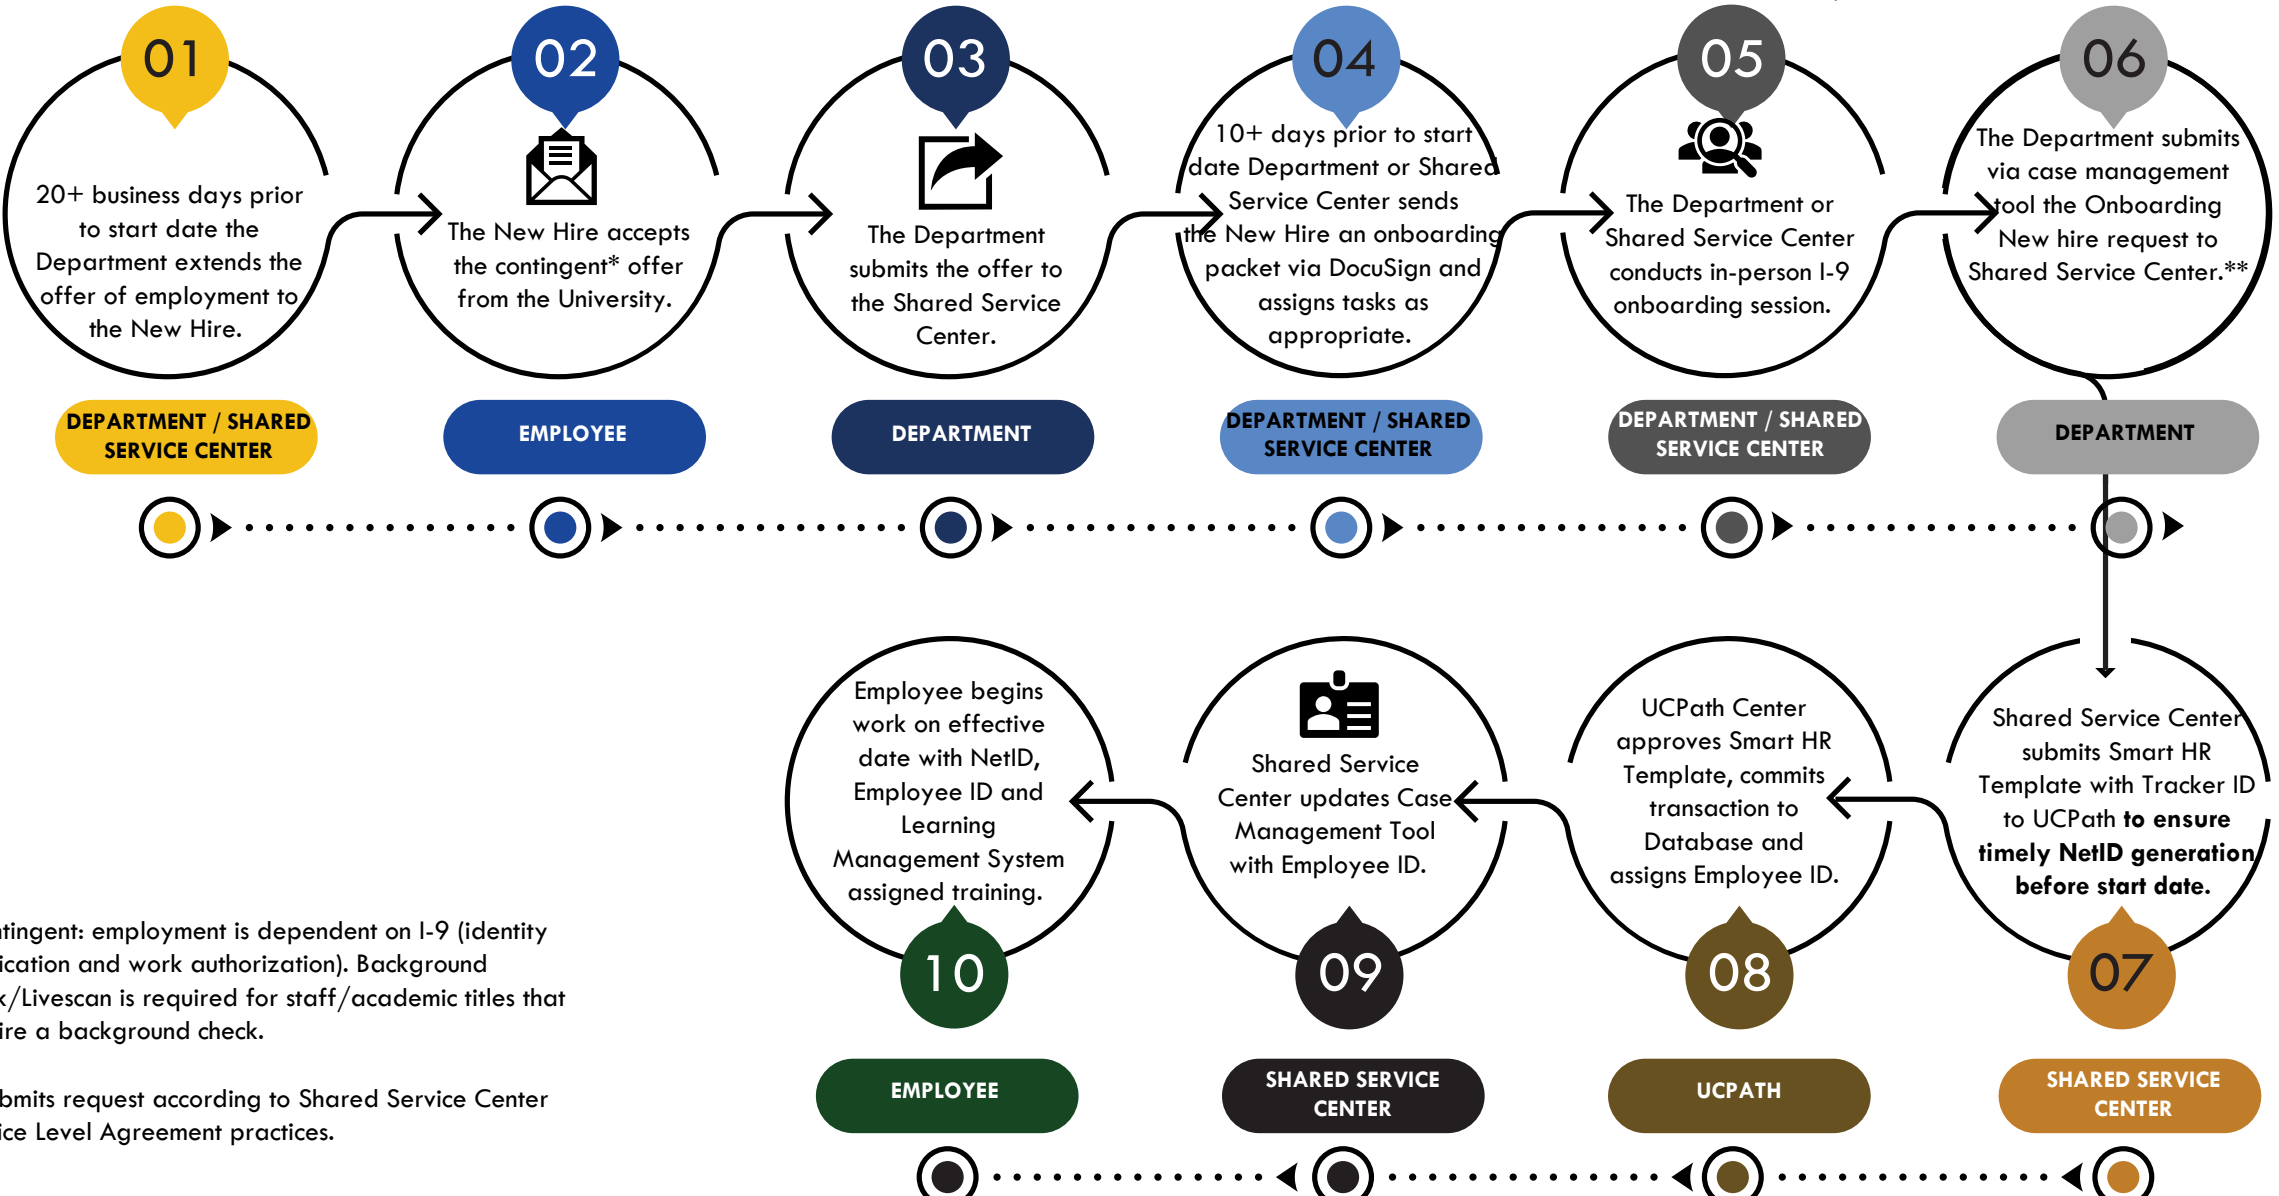 01
20+ business days prior
to start date the
Department extends the
offer of employment to
the New Hire.
DEPARTMENT / SHARED
SERVICE CENTER
02
The New Hire accepts
the contingent* offer
from the University.
EMPLOYEE
03
The Department
submits the offer to
the Shared Service
Center.
DEPARTMENT
04
10+ days prior to start
date Department or Shared
Service Center sends
the New Hire an onboarding
packet via DocuSign and
assigns tasks as
appropriate.
DEPARTMENT / SHARED
SERVICE CENTER
05
The Department or
Shared Service Center
conducts in-person I-9
onboarding session.
DEPARTMENT / SHARED
SERVICE CENTER
06
The Department submits
via case management
tool the Onboarding
New hire request to
Shared Service Center.**
DEPARTMENT
Shared Service Center
submits Smart HR
Template with Tracker ID
to UCPath to ensure
timely NetID generation
before start date.
07
SHARED SERVICE
CENTER
UCPath Center
approves Smart HR
Template, commits
transaction to
Database and
assigns Employee ID.
08
UCPATH
Shared Service
Center updates Case
Management Tool
with Employee ID.
09
SHARED SERVICE
CENTER
Employee begins
work on effective
date with NetID,
Employee ID and
Learning
Management System
assigned training.
10
EMPLOYEE
employment is dependent on I-9 (identity
and work authorization). Background
/Livescan is required for staff/academic titles that
a background check.
request according to Shared Service Center
Level Agreement practices.